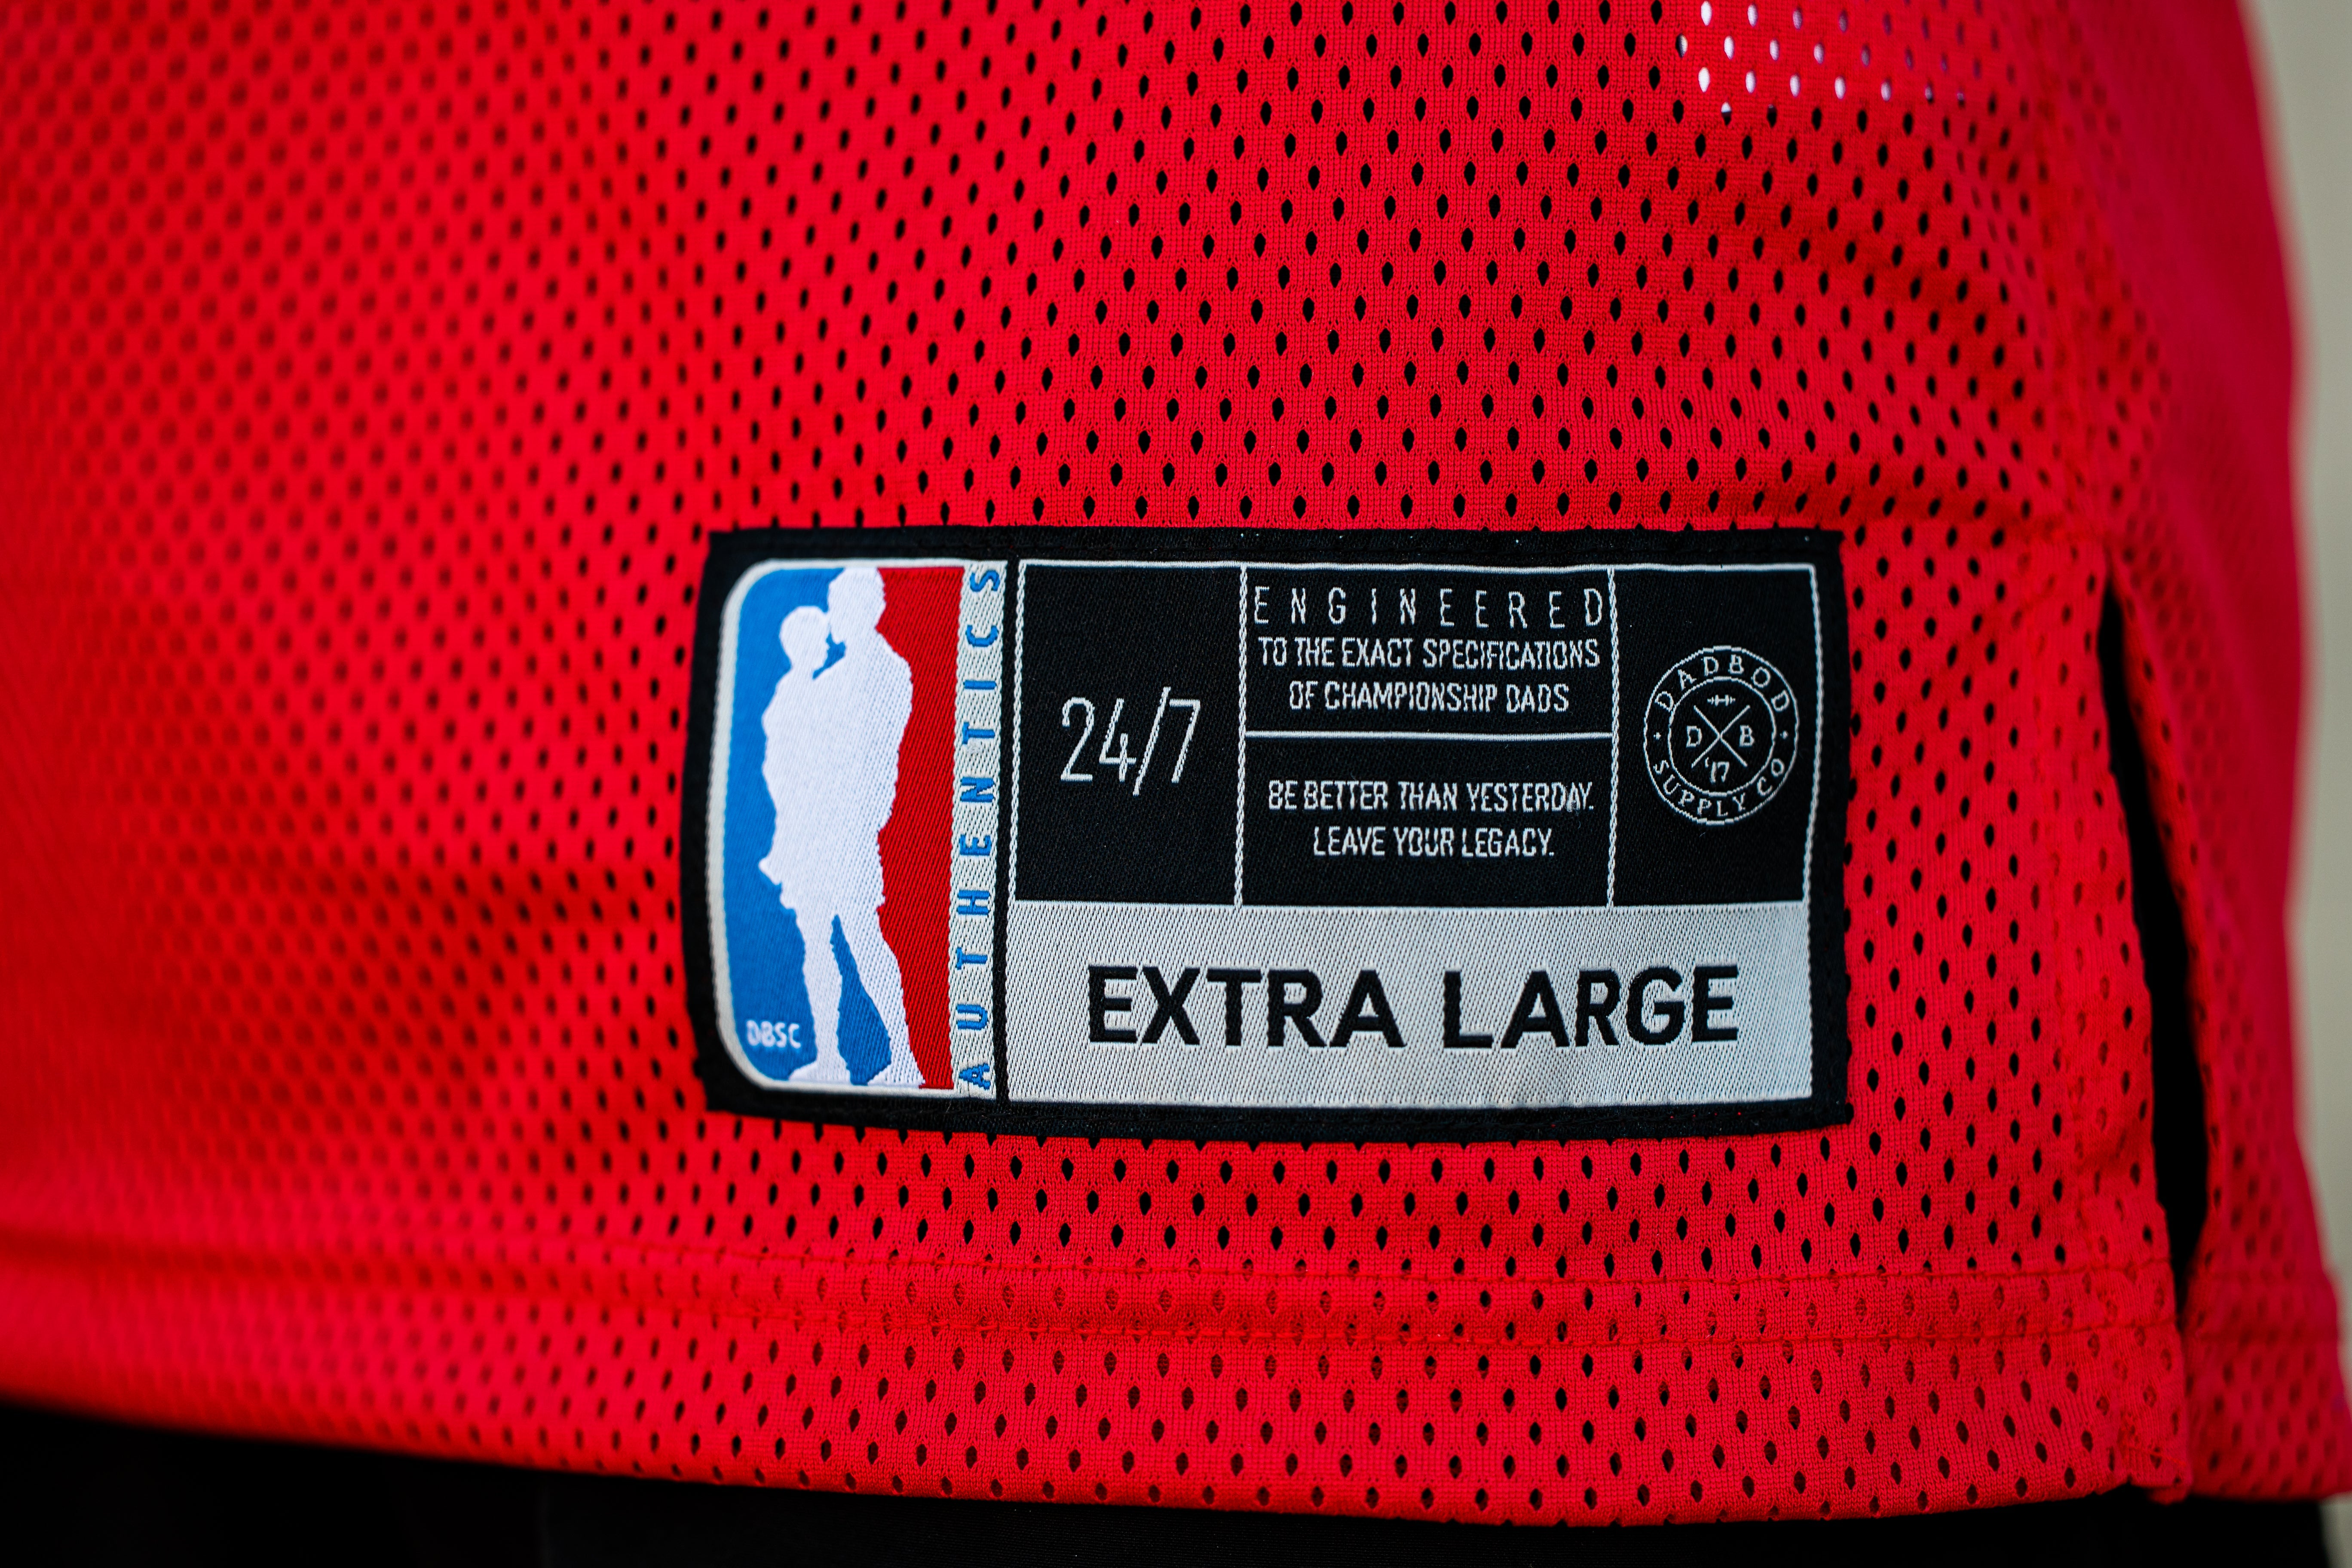 DBSC
AUTHENTICS
24/7
ENGINEERED
TO THE EXACT SPECIFICATIONS
OF CHAMPIONSHIP DADS
BE BETTER THAN YESTERDAY.
LEAVE YOUR LEGACY.
DADBOD
D B
'17
SUPPLY CO
EXTRA LARGE